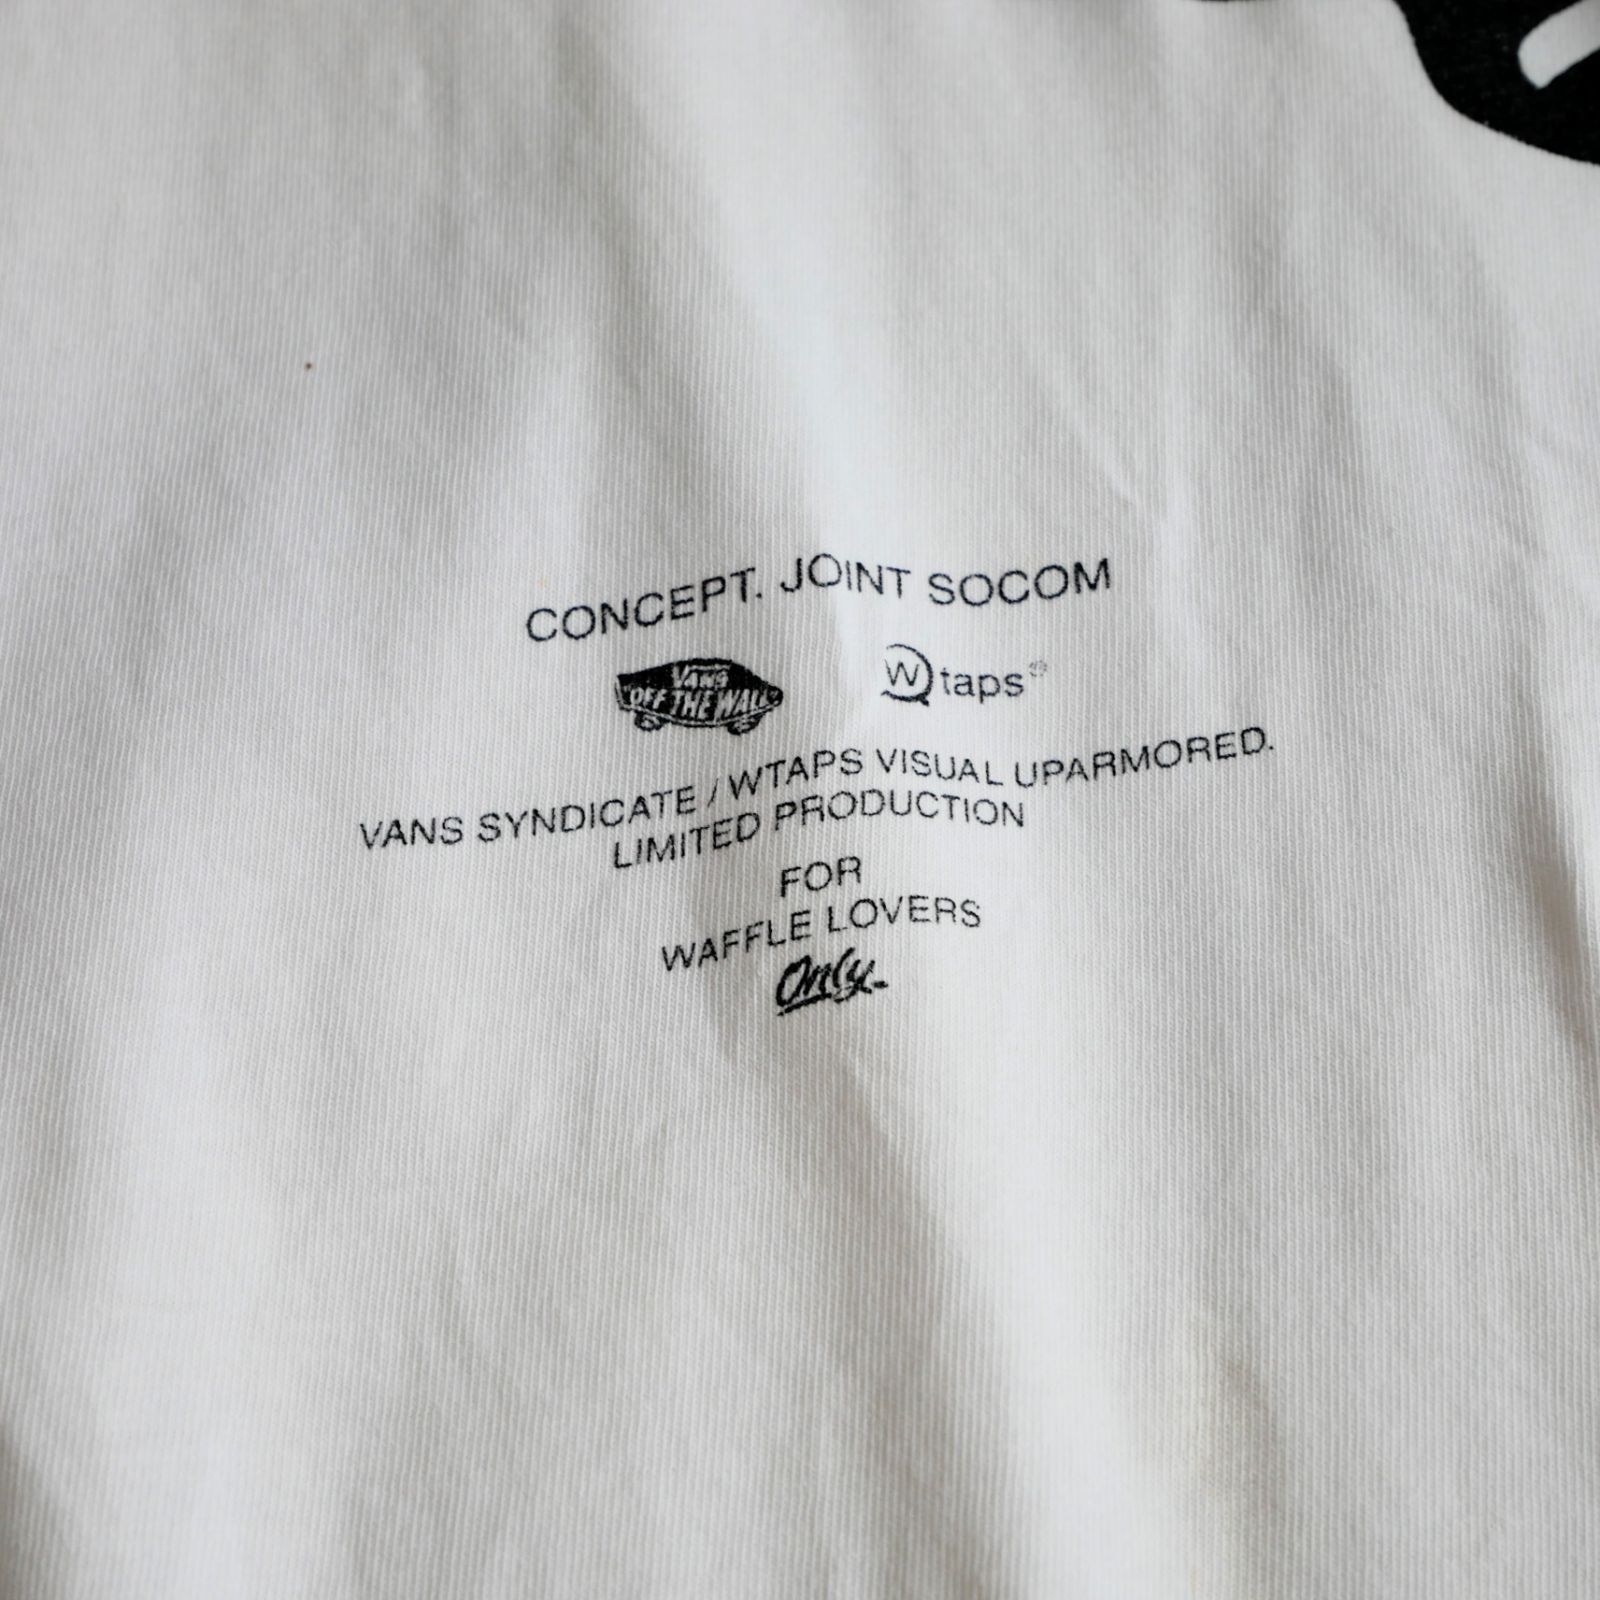 CONCEPT. JOINT SOCOM
VANS "OFF THE WALL" Wtaps®
VANS SYNDICATE / WTAPS VISUAL UPARMORED.
LIMITED PRODUCTION
FOR
WAFFLE LOVERS
Only.